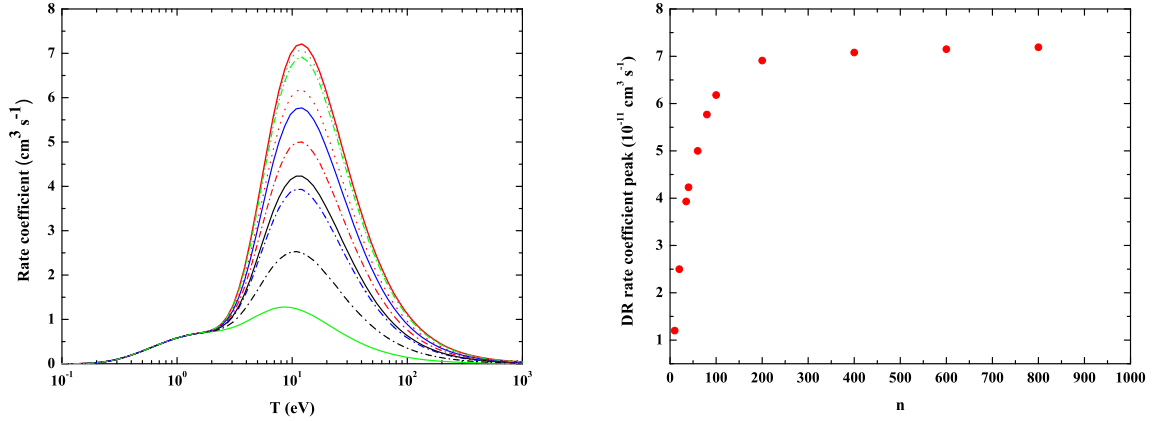 8
7
6
5
4
3
2
1
0
Rate coefficient (cm³ s⁻¹)
10⁻¹ 10⁰ 10¹ 10² 10³
T (eV)
8
7
6
5
4
3
2
1
DR rate coefficient peak (10⁻¹¹ cm³ s⁻¹)
0 100 200 300 400 500 600 700 800 900 1000
n